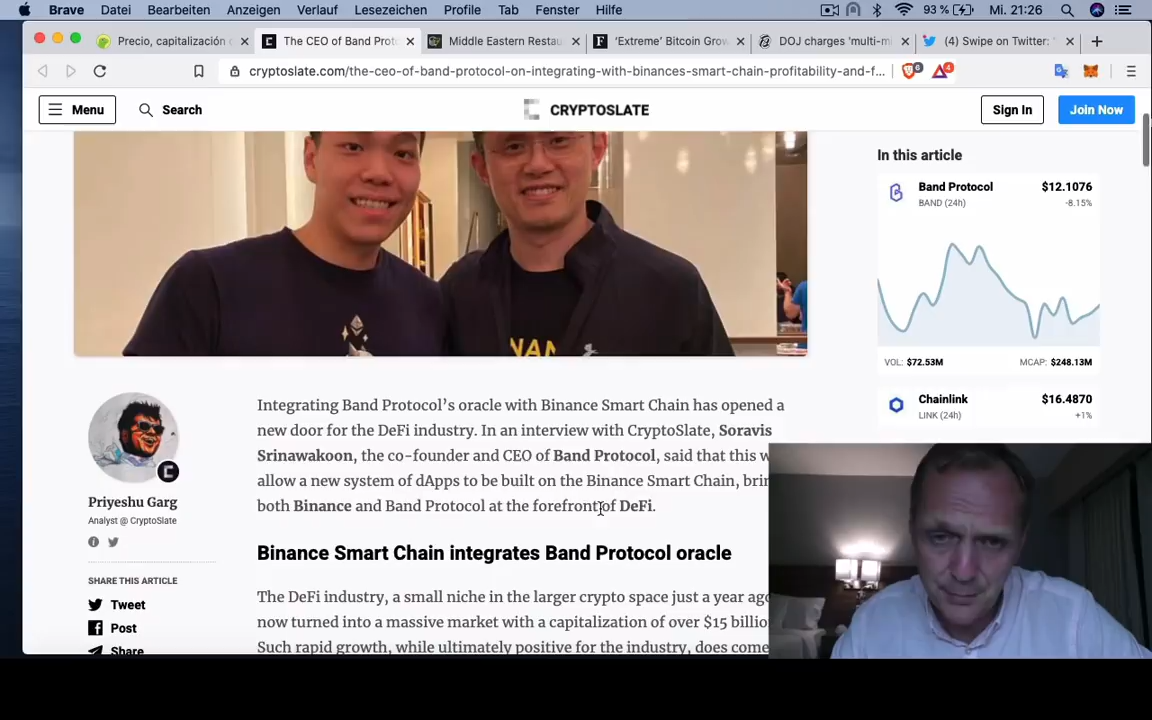 Brave Datei Bearbeiten Anzeigen Verlauf Lesezeichen Profile Tab Fenster Hilfe 93 % Mi. 21:26
Precio, capitalización
The CEO of Band Prot
Middle Eastern Restau
‘Extreme’ Bitcoin Grow
DOJ charges ‘multi-mi
(4) Swipe on Twitter:
cryptoslate.com/the-ceo-of-band-protocol-on-integrating-with-binances-smart-chain-profitability-and-f...
6
4
Menu Search CRYPTOSLATE Sign In Join Now
In this article
Band Protocol $12.1076
BAND (24h) -8.15%
VOL: $72.53M MCAP: $248.13M
Chainlink $16.4870
LINK (24h) +1%
Integrating Band Protocol’s oracle with Binance Smart Chain has opened a
new door for the DeFi industry. In an interview with CryptoSlate, Soravis
Srinawakoon, the co-founder and CEO of Band Protocol, said that this w
allow a new system of dApps to be built on the Binance Smart Chain, brin
both Binance and Band Protocol at the forefront of DeFi.
Priyeshu Garg
Analyst @ CryptoSlate
SHARE THIS ARTICLE
Tweet
Post
Share
Binance Smart Chain integrates Band Protocol oracle
The DeFi industry, a small niche in the larger crypto space just a year ago
now turned into a massive market with a capitalization of over $15 billio
Such rapid growth, while ultimately positive for the industry, does come